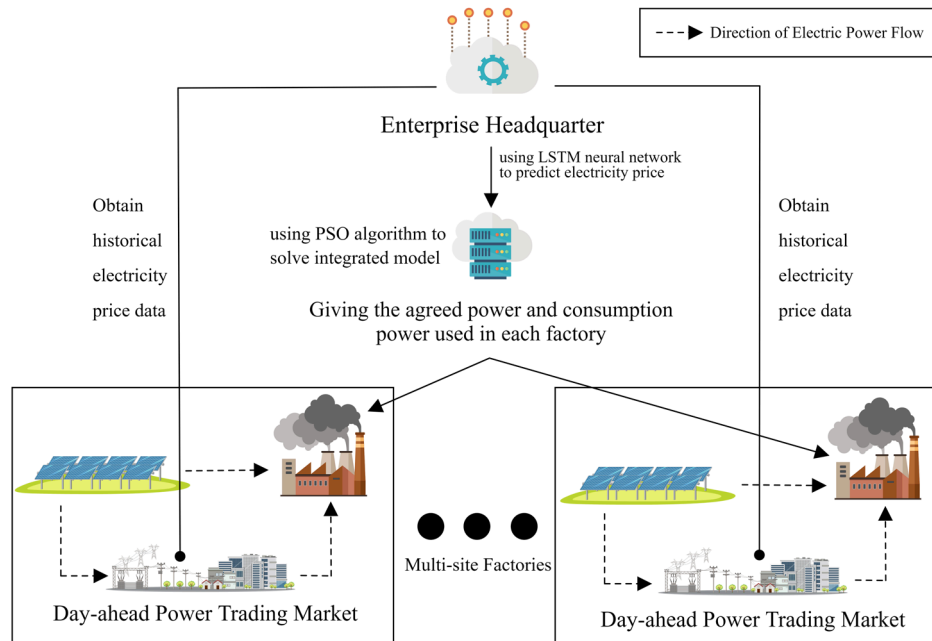 Direction of Electric Power Flow
Enterprise Headquarter
using LSTM neural network
to predict electricity price
Obtain
historical
electricity
price data
using PSO algorithm to
solve integrated model
Obtain
historical
electricity
price data
Giving the agreed power and consumption
power used in each factory
Multi-site Factories
Day-ahead Power Trading Market
Day-ahead Power Trading Market